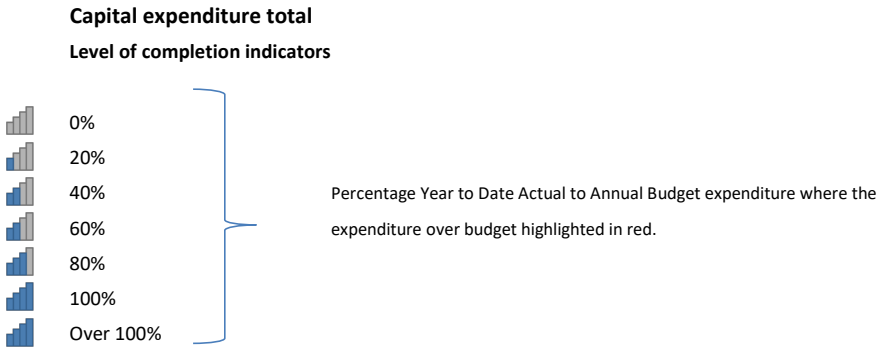 Capital expenditure total
Level of completion indicators
0%
20%
40%
60%
80%
100%
Over 100%
Percentage Year to Date Actual to Annual Budget expenditure where the
expenditure over budget highlighted in red.